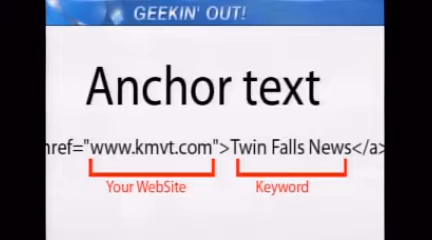 GEEKIN' OUT!
Anchor text
href="www.kmvt.com">Twin Falls News</a>
Your WebSite
Keyword